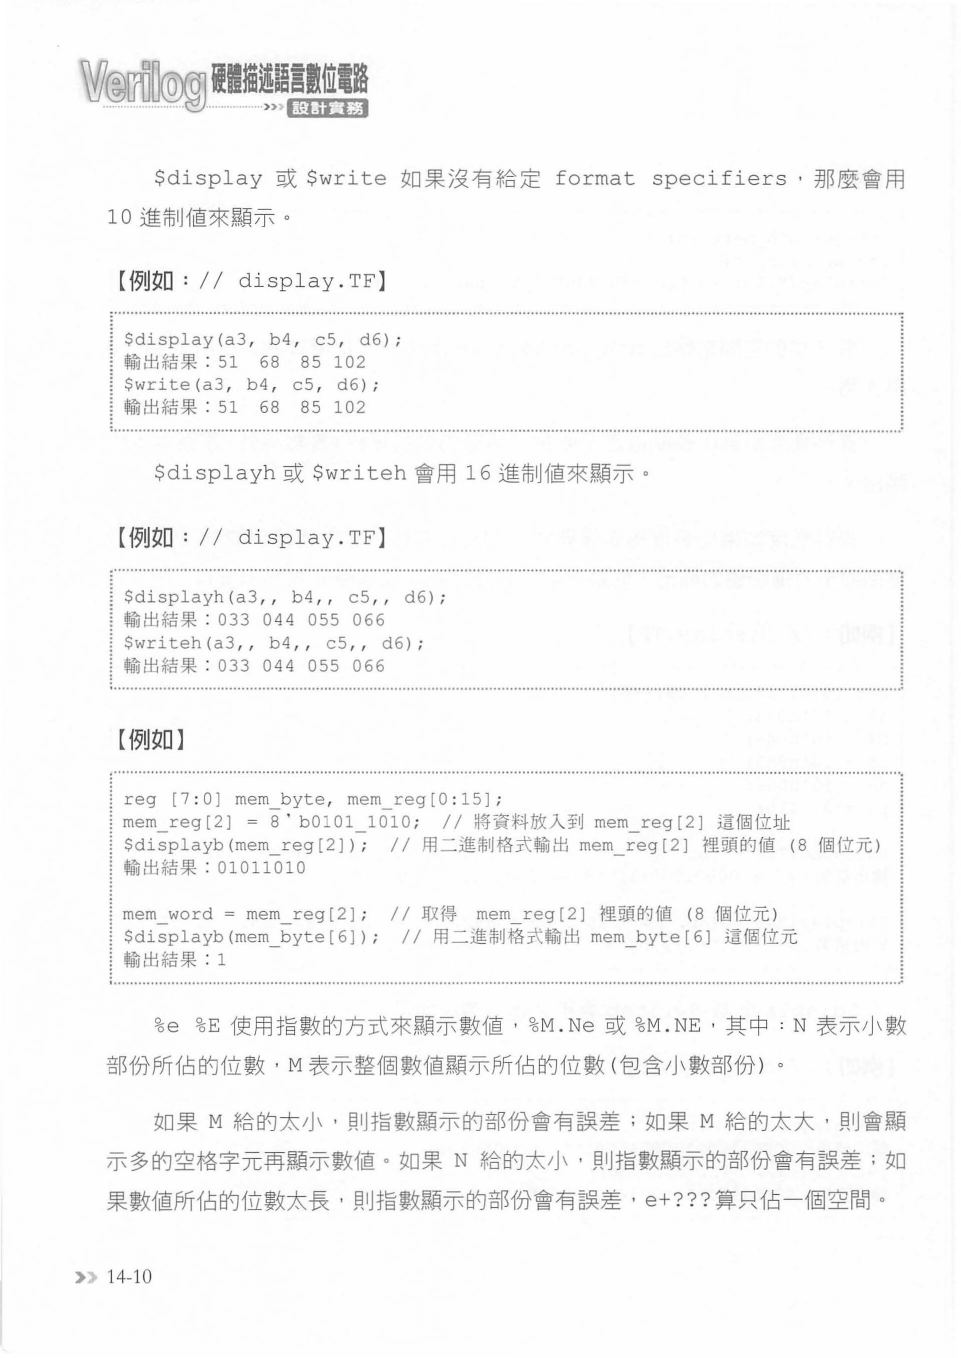 Verilog 硬體描述語言數位電路
設計實務
$display 或 $write 如果沒有給定 format specifiers,那麼會用
10 進制值來顯示。
【例如:// display.TF】
$display(a3, b4, c5, d6);
輸出結果:51 68 85 102
$write(a3, b4, c5, d6);
輸出結果:51 68 85 102
$displayh 或 $writeh 會用 16 進制值來顯示。
【例如:// display.TF】
$displayh(a3,, b4,, c5,, d6);
輸出結果:033 044 055 066
$writeh(a3,, b4,, c5,, d6);
輸出結果:033 044 055 066
【例如】
reg [7:0] mem_byte, mem_reg[0:15];
mem_reg[2] = 8'b0101_1010; // 將資料放入到 mem_reg[2] 這個位址
$displayb(mem_reg[2]); // 用二進制格式輸出 mem_reg[2] 裡頭的值 (8 個位元)
輸出結果:01011010
mem_word = mem_reg[2]; // 取得 mem_reg[2] 裡頭的值 (8 個位元)
$displayb(mem_byte[6]); // 用二進制格式輸出 mem_byte[6] 這個位元
輸出結果:1
%e %E 使用指數的方式來顯示數值,%M.Ne 或 %M.NE,其中:N 表示小數
部份所佔的位數,M 表示整個數值顯示所佔的位數(包含小數部份)。
如果 M 給的太小,則指數顯示的部份會有誤差;如果 M 給的太大,則會顯
示多的空格字元再顯示數值。如果 N 給的太小,則指數顯示的部份會有誤差;如
果數值所佔的位數太長,則指數顯示的部份會有誤差,e+???算只佔一個空間。
14-10